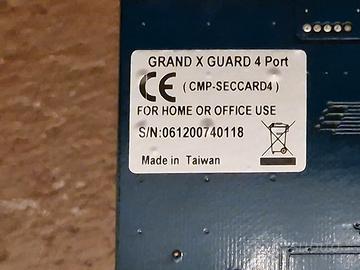 GRAND X GUARD 4 Port
CE (CMP-SECCARD4)
FOR HOME OR OFFICE USE
S/N:061200740118
Made in Taiwan